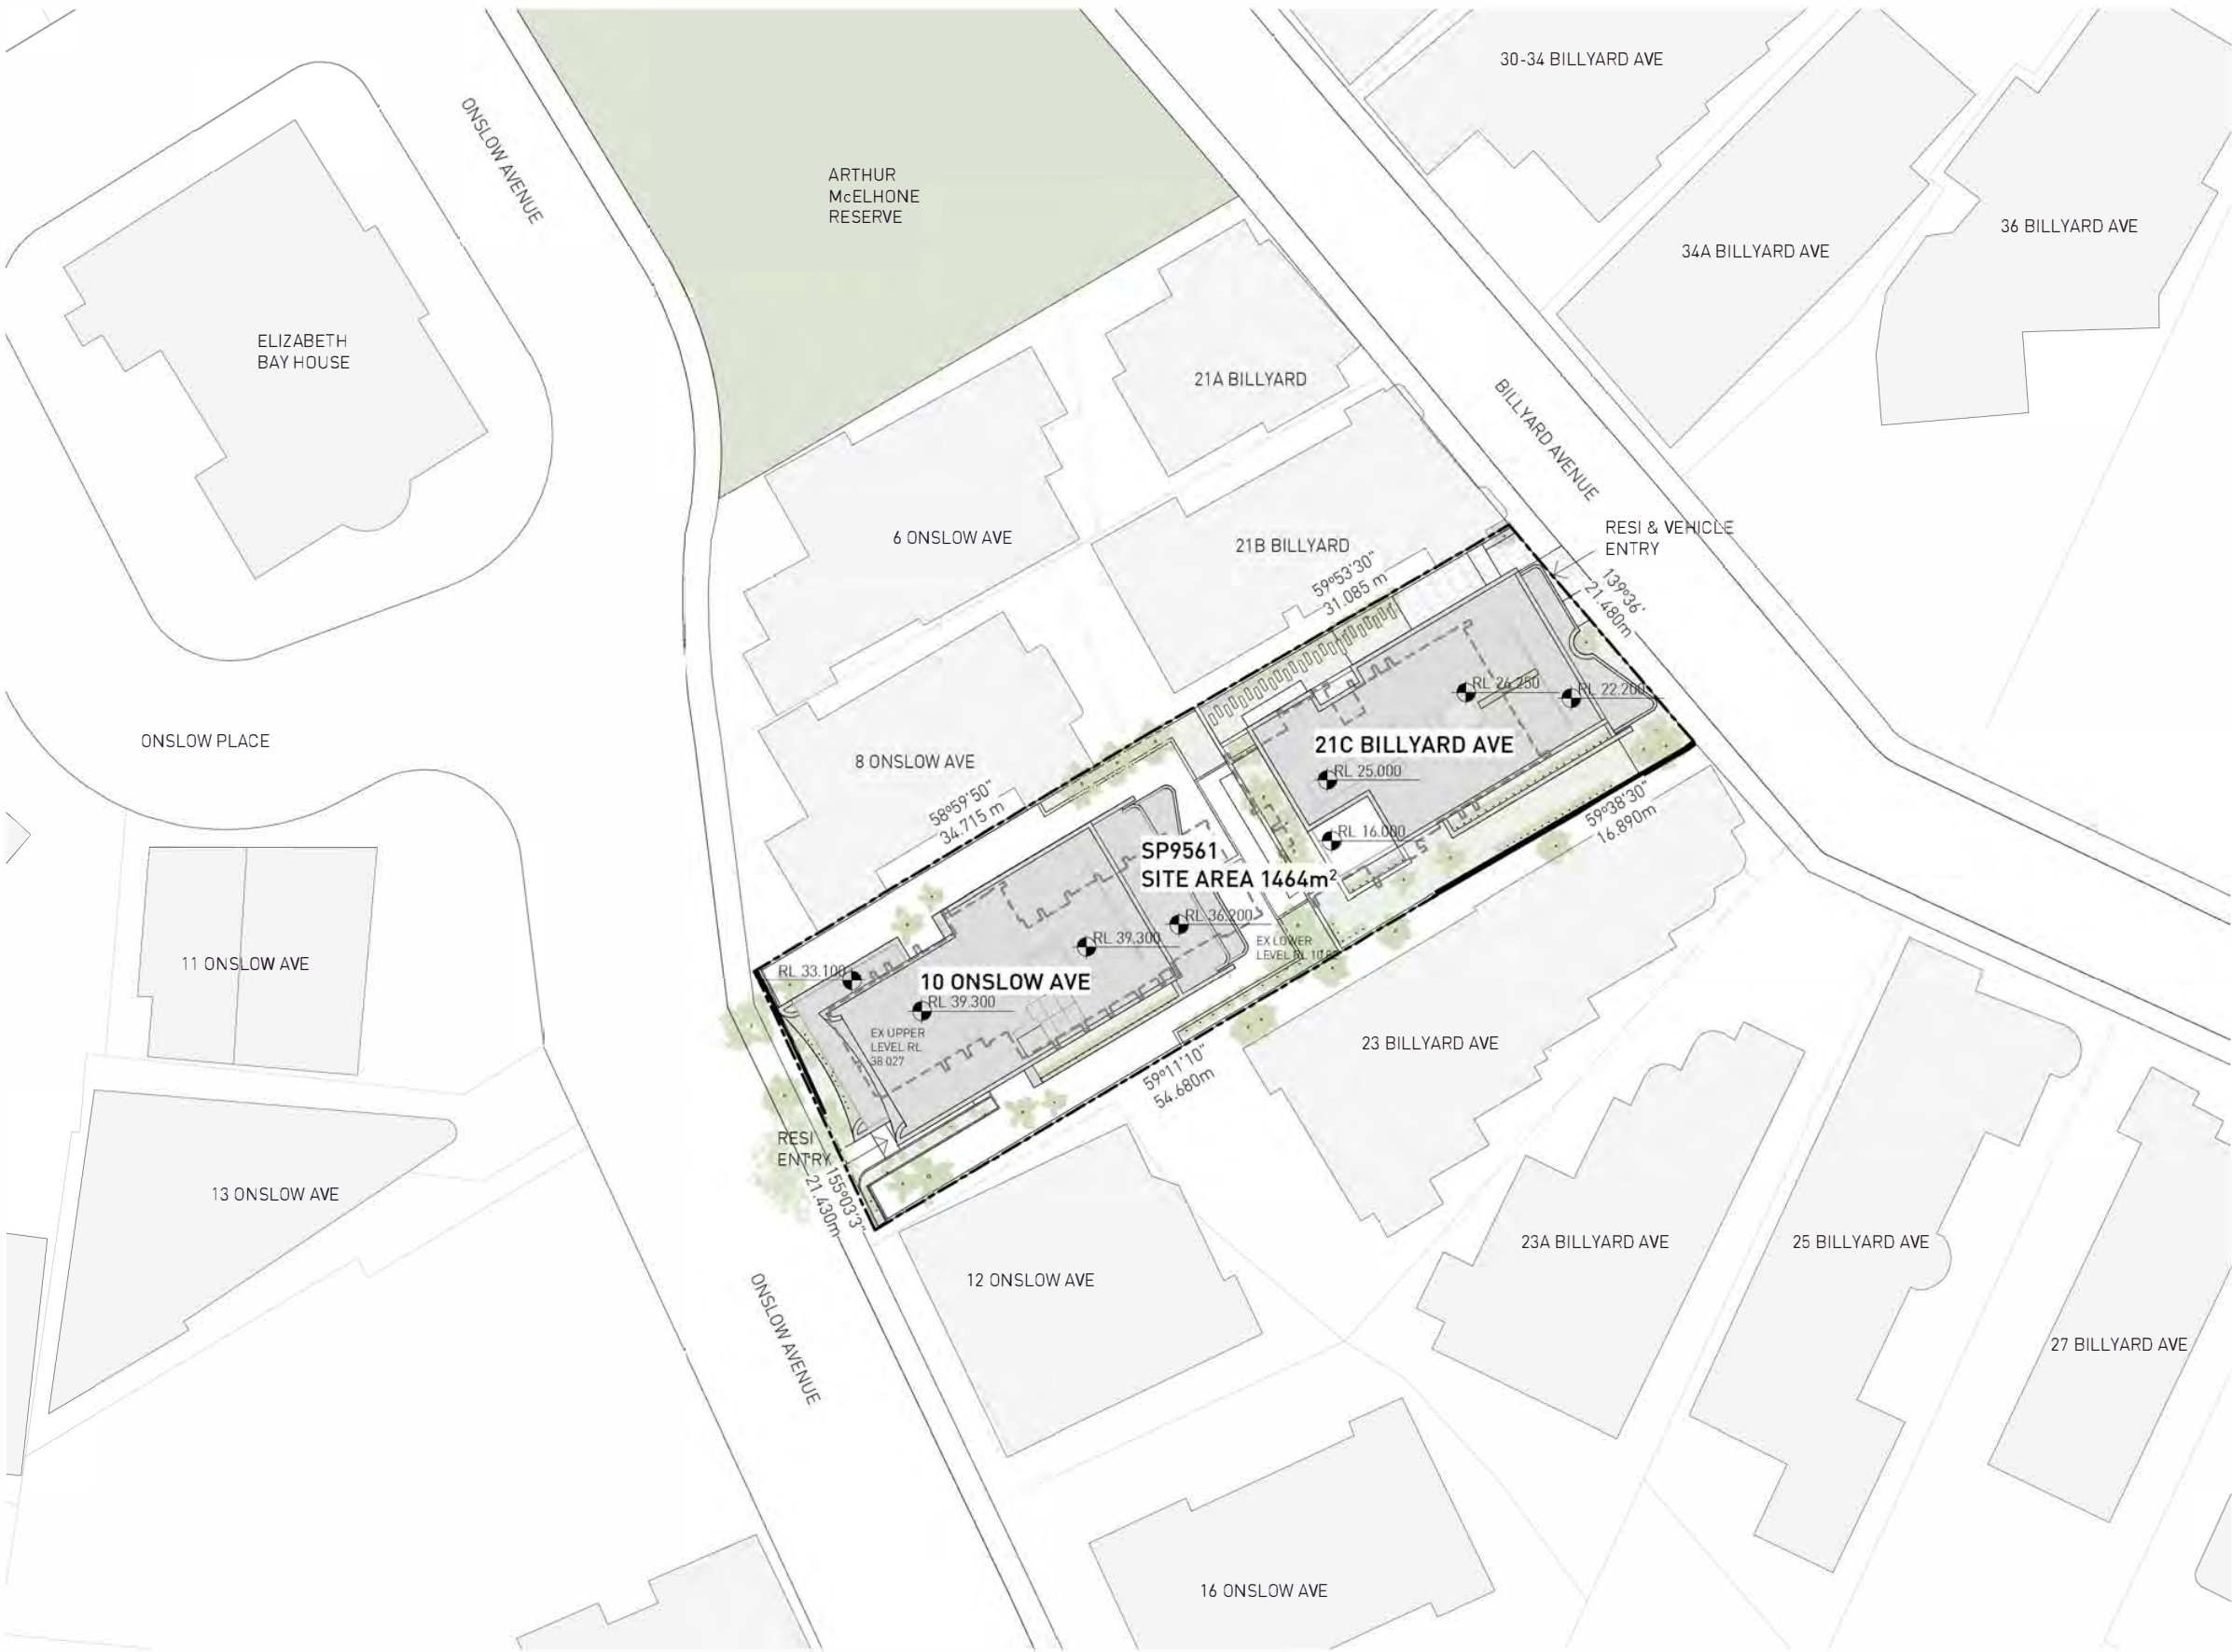 30-34 BILLYARD AVE
ONSLOW AVENUE
ARTHUR
McELHONE
RESERVE
36 BILLYARD AVE
34A BILLYARD AVE
ELIZABETH
BAY HOUSE
21A BILLYARD
BILLYARD AVENUE
RESI & VEHICLE
ENTRY
6 ONSLOW AVE
21B BILLYARD
59°53'30"
31.085 m
139°36'
21.480m
RL 26.250
RL 22.200
ONSLOW PLACE
21C BILLYARD AVE
8 ONSLOW AVE
RL 25.000
58°59'50"
34.715 m
59°38'30"
16.890m
RL 16.000
SP9561
SITE AREA 1464m²
RL 36.200
RL 39.300
EX LOWER
LEVEL RL
11 ONSLOW AVE
RL 33.100
10 ONSLOW AVE
RL 39.300
EX UPPER
LEVEL RL
38 027
23 BILLYARD AVE
59°11'10"
54.680m
RESI
ENTRY
155°03'3"
21.430m
13 ONSLOW AVE
23A BILLYARD AVE
25 BILLYARD AVE
12 ONSLOW AVE
ONSLOW AVENUE
27 BILLYARD AVE
16 ONSLOW AVE